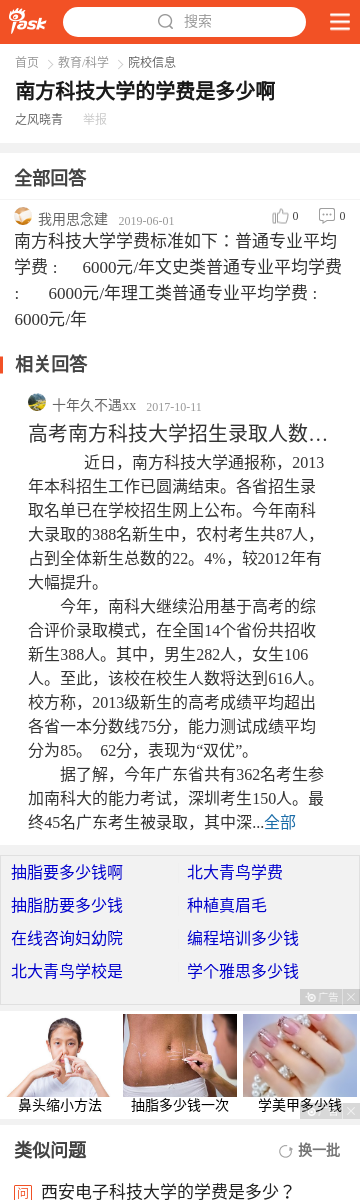 ask
搜索
首页 教育/科学 院校信息
南方科技大学的学费是多少啊
之风晓青 举报
全部回答
我用思念建 2019-06-01 0 0
南方科技大学学费标准如下：普通专业平均
学费： 6000元/年文史类普通专业平均学费
： 6000元/年理工类普通专业平均学费：
6000元/年
相关回答
十年久不遇xx 2017-10-11
高考南方科技大学招生录取人数…
近日，南方科技大学通报称，2013
年本科招生工作已圆满结束。各省招生录
取名单已在学校招生网上公布。今年南科
大录取的388名新生中，农村考生共87人，
占到全体新生总数的22。4%，较2012年有
大幅提升。
今年，南科大继续沿用基于高考的综
合评价录取模式，在全国14个省份共招收
新生388人。其中，男生282人，女生106
人。至此，该校在校生人数将达到616人。
校方称，2013级新生的高考成绩平均超出
各省一本分数线75分，能力测试成绩平均
分为85。 62分，表现为“双优”。
据了解，今年广东省共有362名考生参
加南科大的能力考试，深圳考生150人。最
终45名广东考生被录取，其中深...全部
抽脂要多少钱啊 北大青鸟学费
抽脂肪要多少钱 种植真眉毛
在线咨询妇幼院 编程培训多少钱
北大青鸟学校是 学个雅思多少钱
广告
鼻头缩小方法 抽脂多少钱一次 学美甲多少钱
类似问题 换一批
问 西安电子科技大学的学费是多少？